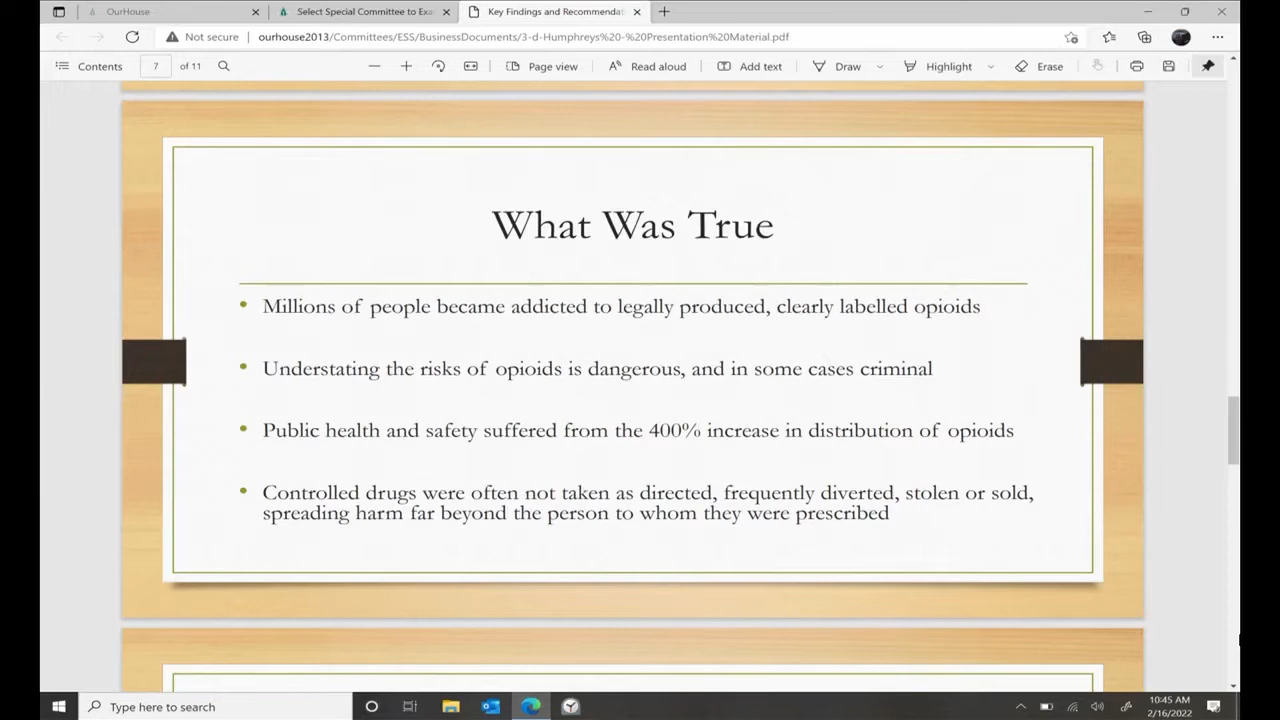 OurHouse
Select Special Committee to Exa
Key Findings and Recommendat
Not secure
ourhouse2013/Committees/ESS/BusinessDocuments/3-d-Humphreys%20-%20Presentation%20Material.pdf
Contents
7
of 11
Page view
Read aloud
Add text
Draw
Highlight
Erase
What Was True
• Millions of people became addicted to legally produced, clearly labelled opioids
• Understating the risks of opioids is dangerous, and in some cases criminal
• Public health and safety suffered from the 400% increase in distribution of opioids
• Controlled drugs were often not taken as directed, frequently diverted, stolen or sold,
spreading harm far beyond the person to whom they were prescribed
Type here to search
10:45 AM
2/16/2022